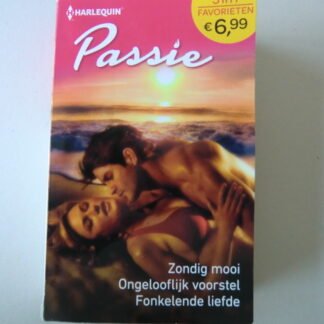 HARLEQUIN
FAVORIETEN
€6,99
Passie
Zondig mooi
Ongelooflijk voorstel
Fonkelende liefde